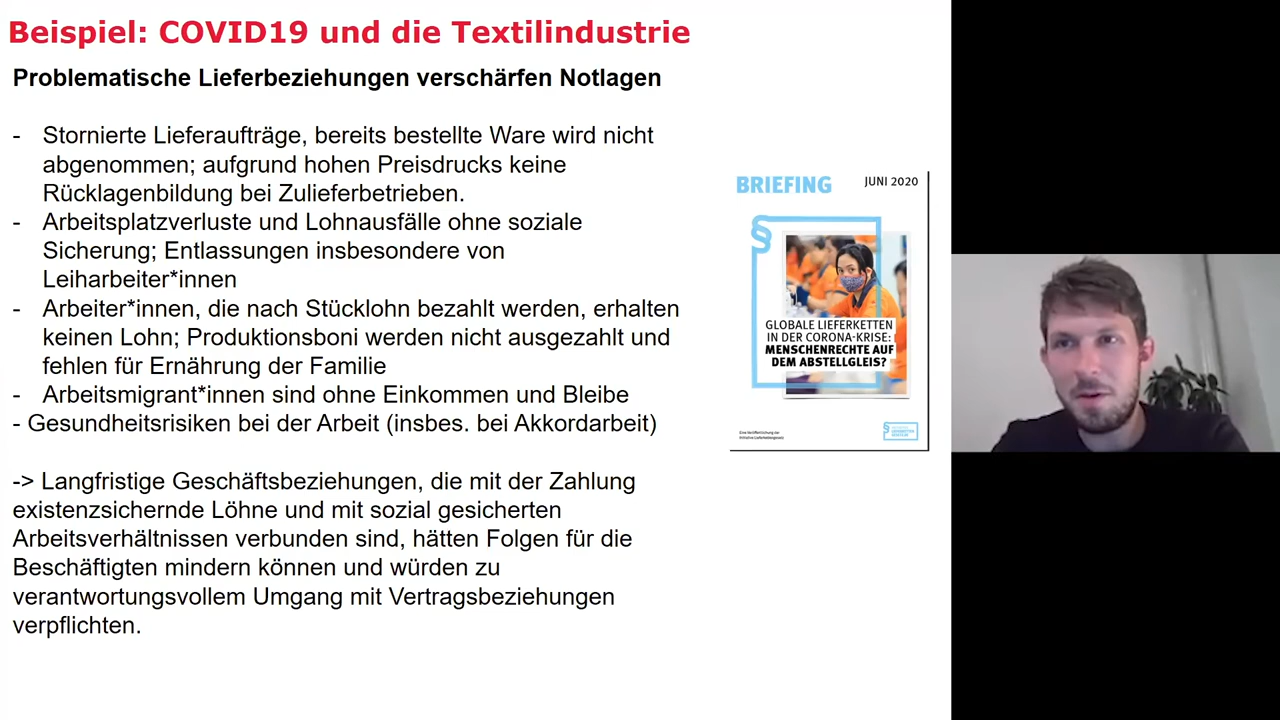 Beispiel: COVID19 und die Textilindustrie
Problematische Lieferbeziehungen verschärfen Notlagen
- Stornierte Lieferaufträge, bereits bestellte Ware wird nicht
abgenommen; aufgrund hohen Preisdrucks keine
Rücklagenbildung bei Zulieferbetrieben.
- Arbeitsplatzverluste und Lohnausfälle ohne soziale
Sicherung; Entlassungen insbesondere von
Leiharbeiter*innen
- Arbeiter*innen, die nach Stücklohn bezahlt werden, erhalten
keinen Lohn; Produktionsboni werden nicht ausgezahlt und
fehlen für Ernährung der Familie
- Arbeitsmigrant*innen sind ohne Einkommen und Bleibe
- Gesundheitsrisiken bei der Arbeit (insbes. bei Akkordarbeit)
-> Langfristige Geschäftsbeziehungen, die mit der Zahlung
existenzsichernde Löhne und mit sozial gesicherten
Arbeitsverhältnissen verbunden sind, hätten Folgen für die
Beschäftigten mindern können und würden zu
verantwortungsvollem Umgang mit Vertragsbeziehungen
verpflichten.
BRIEFING JUNI 2020
§
GLOBALE LIEFERKETTEN
IN DER CORONA-KRISE:
MENSCHENRECHTE AUF
DEM ABSTELLGLEIS?
Eine Veröffentlichung der
Initiative Lieferkettengesetz